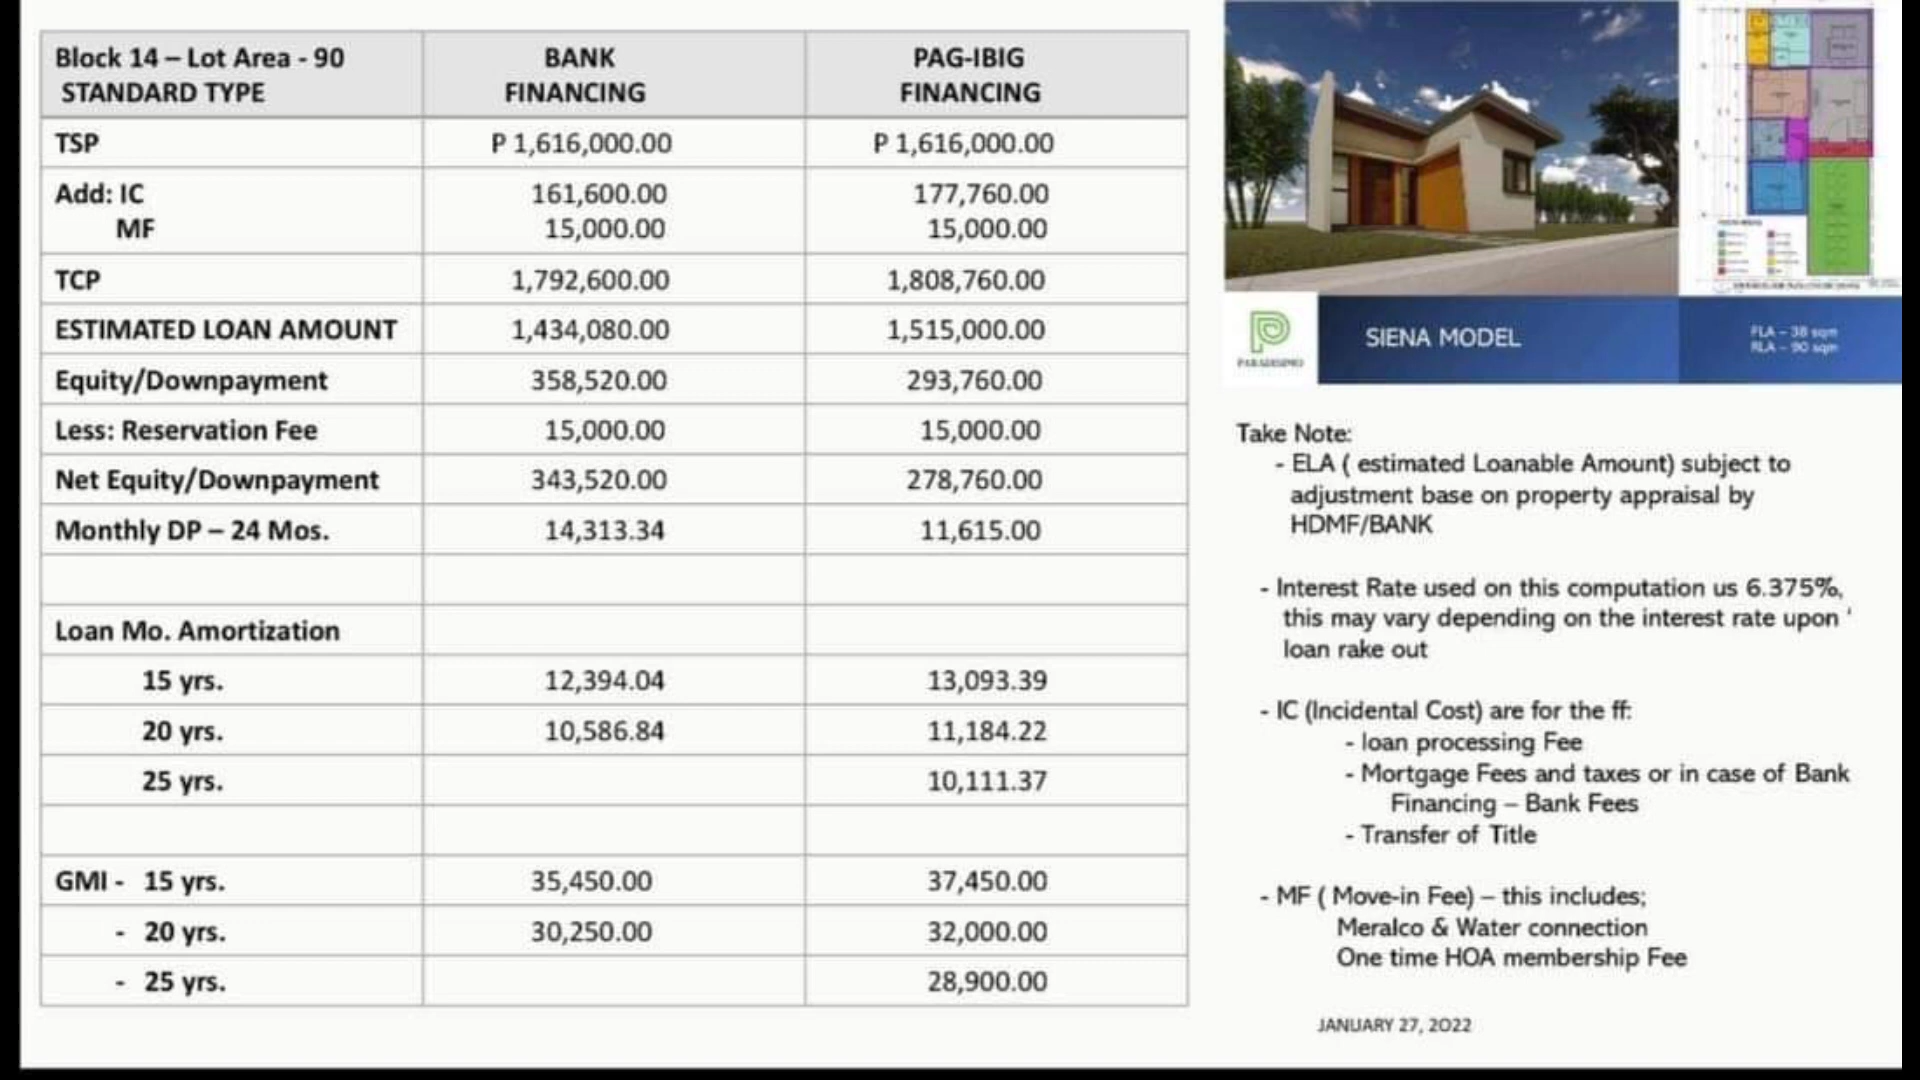 Block 14 – Lot Area - 90 STANDARD TYPE | BANK FINANCING | PAG-IBIG FINANCING
TSP | P 1,616,000.00 | P 1,616,000.00
Add: IC | 161,600.00 | 177,760.00
MF | 15,000.00 | 15,000.00
TCP | 1,792,600.00 | 1,808,760.00
ESTIMATED LOAN AMOUNT | 1,434,080.00 | 1,515,000.00
Equity/Downpayment | 358,520.00 | 293,760.00
Less: Reservation Fee | 15,000.00 | 15,000.00
Net Equity/Downpayment | 343,520.00 | 278,760.00
Monthly DP – 24 Mos. | 14,313.34 | 11,615.00
Loan Mo. Amortization
15 yrs. | 12,394.04 | 13,093.39
20 yrs. | 10,586.84 | 11,184.22
25 yrs. | 10,111.37
GMI - 15 yrs. | 35,450.00 | 37,450.00
- 20 yrs. | 30,250.00 | 32,000.00
- 25 yrs. | 28,900.00
PARADISIMO
SIENA MODEL
FLA – 38 sqm
RLA – 90 sqm
Take Note:
- ELA ( estimated Loanable Amount) subject to
adjustment base on property appraisal by
HDMF/BANK
- Interest Rate used on this computation us 6.375%,
this may vary depending on the interest rate upon '
loan rake out
- IC (Incidental Cost) are for the ff:
- loan processing Fee
- Mortgage Fees and taxes or in case of Bank
Financing – Bank Fees
- Transfer of Title
- MF ( Move-in Fee) – this includes;
Meralco & Water connection
One time HOA membership Fee
JANUARY 27, 2022